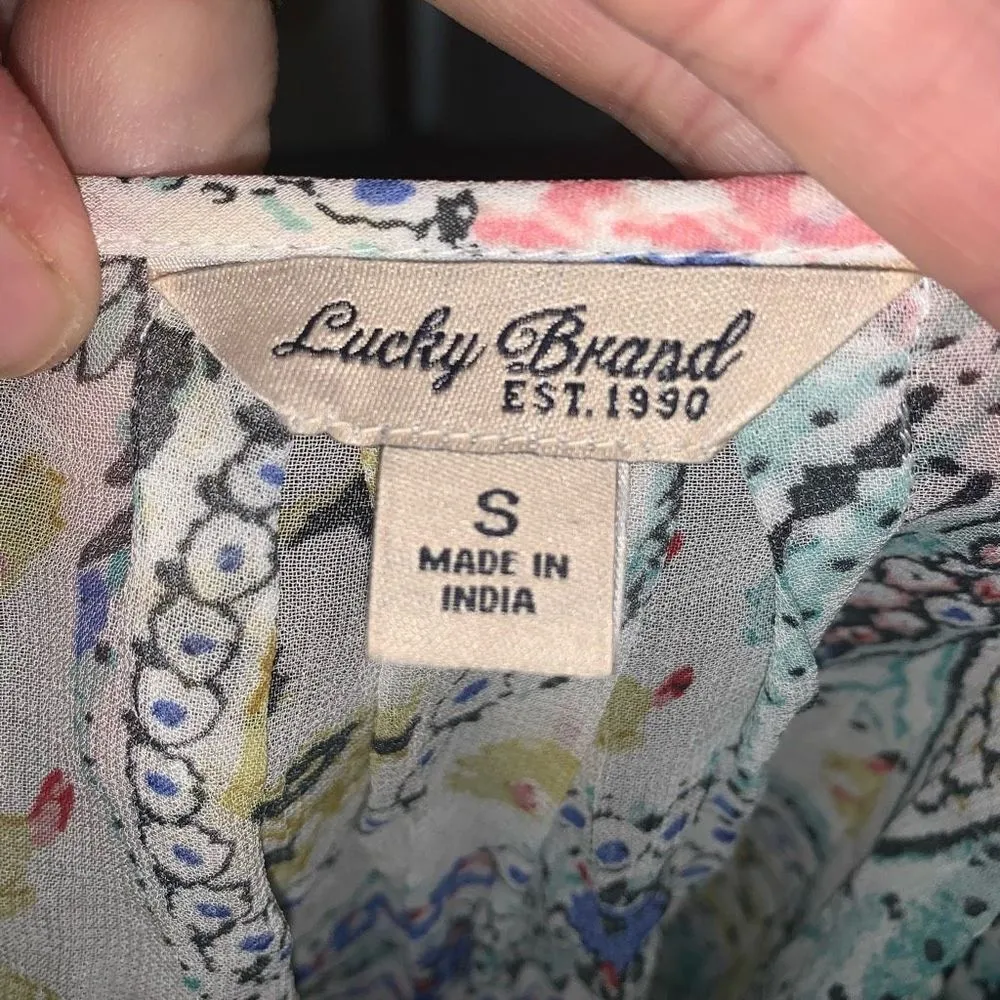 Lucky Brand
EST. 1990
S
MADE IN
INDIA